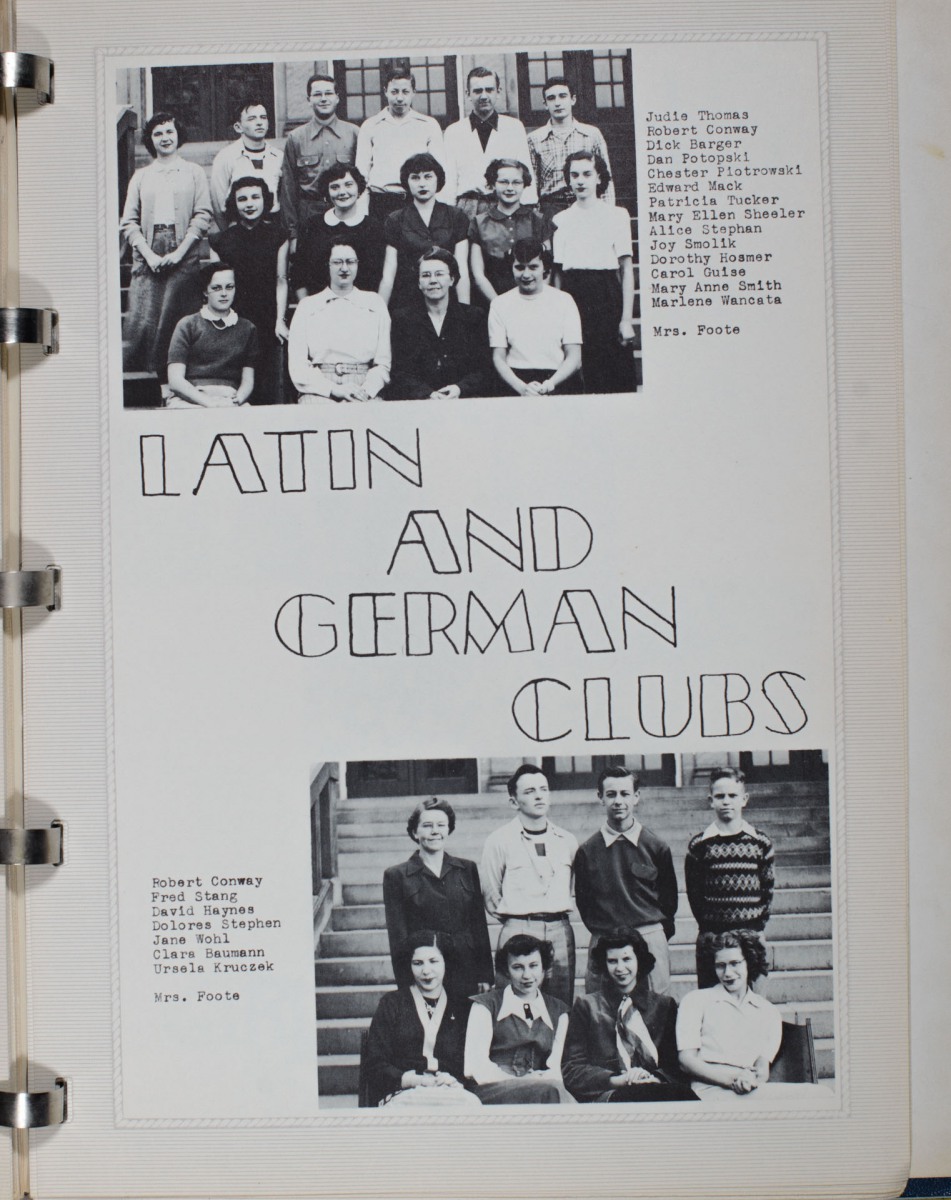 Judie Thomas
Robert Conway
Dick Barger
Dan Potopski
Chester Piotrowski
Edward Mack
Patricia Tucker
Mary Ellen Sheeler
Alice Stephan
Joy Smolik
Dorothy Hosmer
Carol Guise
Mary Anne Smith
Marlene Wancata
Mrs. Foote
LATIN
AND
GERMAN
CLUBS
Robert Conway
Fred Stang
David Haynes
Dolores Stephen
Jane Wohl
Clara Baumann
Ursela Kruczek
Mrs. Foote